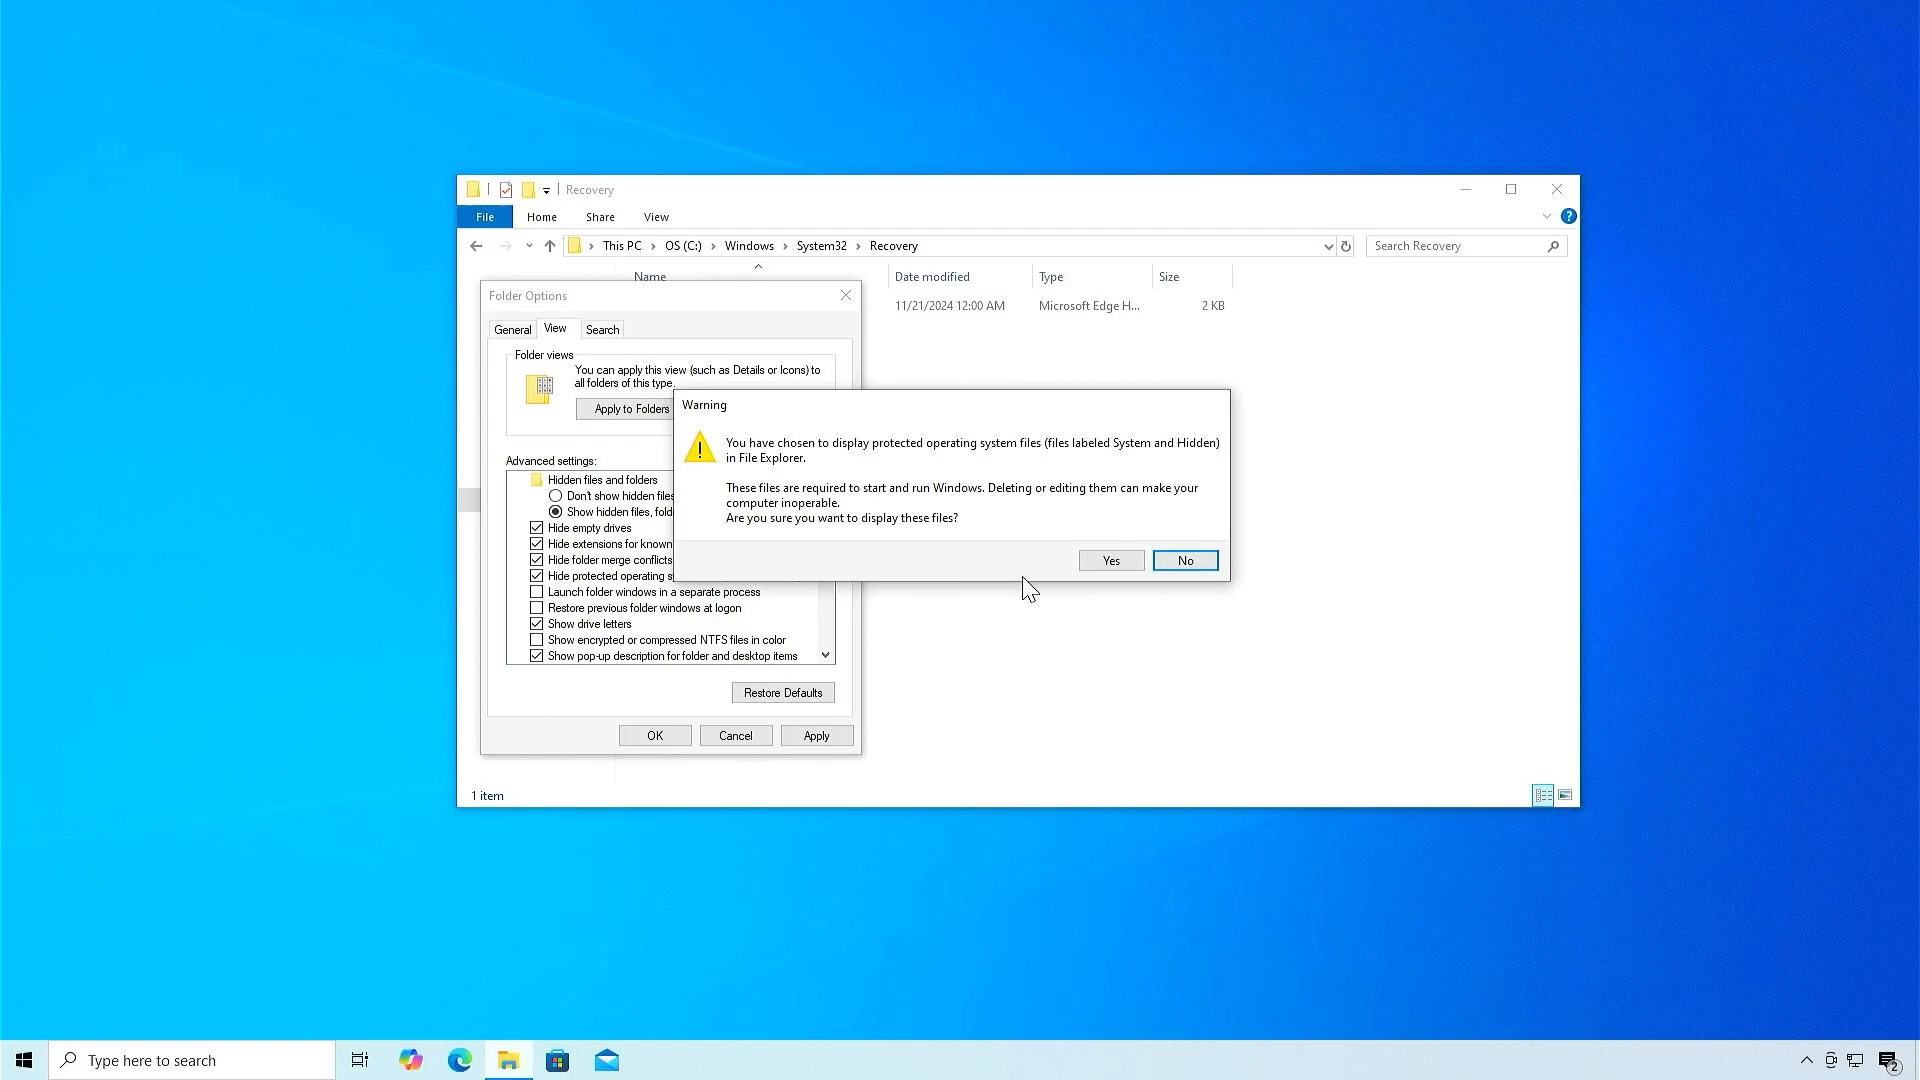 Recovery
File Home Share View
This PC OS (C:) Windows System32 Recovery
Search Recovery
Name Date modified Type Size
11/21/2024 12:00 AM Microsoft Edge H... 2 KB
Folder Options
General View Search
Folder views
You can apply this view (such as Details or Icons) to
all folders of this type.
Apply to Folders
Advanced settings:
Hidden files and folders
Don't show hidden files
Show hidden files, fold
Hide empty drives
Hide extensions for known
Hide folder merge conflicts
Hide protected operating s
Launch folder windows in a separate process
Restore previous folder windows at logon
Show drive letters
Show encrypted or compressed NTFS files in color
Show pop-up description for folder and desktop items
Restore Defaults
OK Cancel Apply
Warning
You have chosen to display protected operating system files (files labeled System and Hidden)
in File Explorer.
These files are required to start and run Windows. Deleting or editing them can make your
computer inoperable.
Are you sure you want to display these files?
Yes No
1 item
Type here to search
2